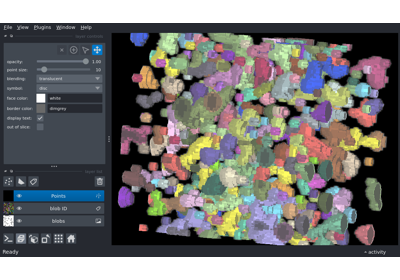 File View Plugins Window Help
opacity: 1.00
point size: 10
blending: translucent
symbol: disc
face color: white
border color: dimgrey
display text:
out of slice:
Points
blob ID
blobs
Ready
activity